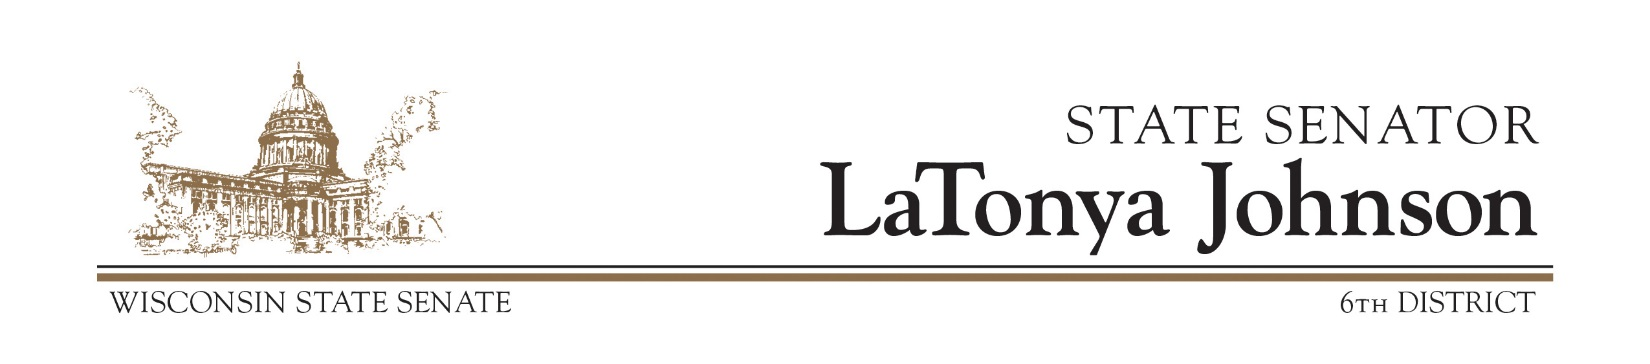 STATE SENATOR
LaTonya Johnson
WISCONSIN STATE SENATE
6TH DISTRICT